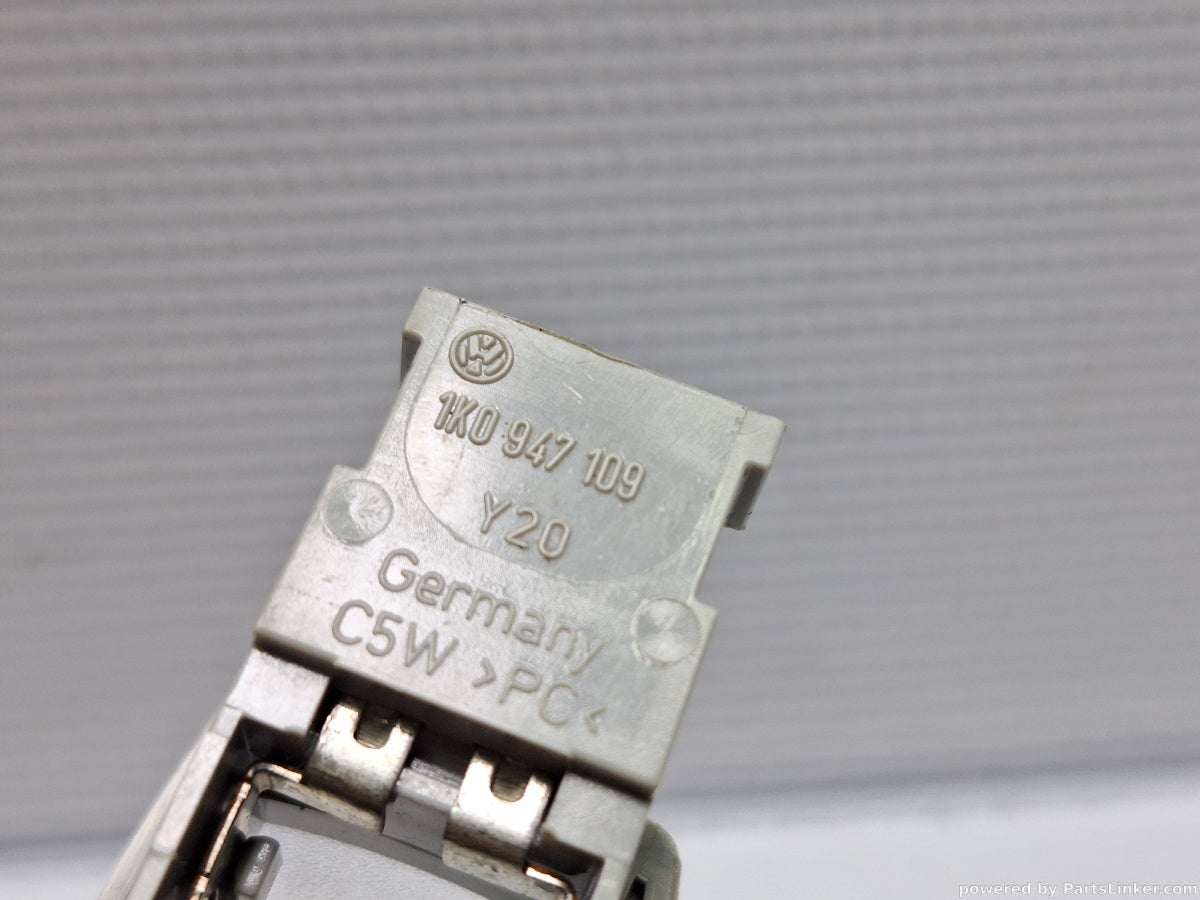 1K0 947 109
Y20
Germany
C5W >PC<
powered by PartsLinker.com